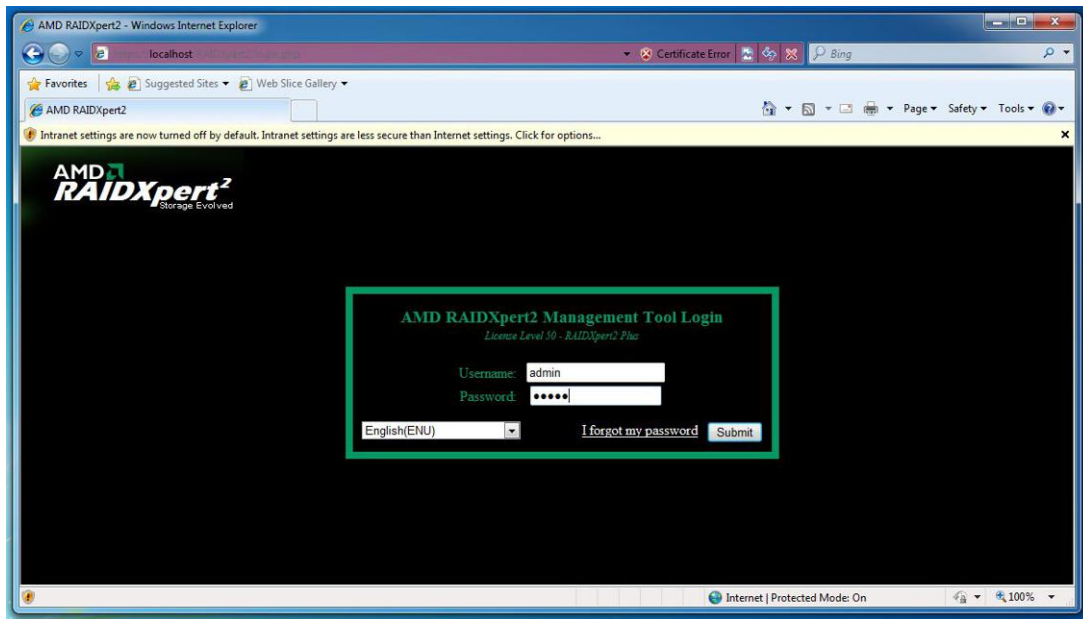 AMD RAIDXpert2 - Windows Internet Explorer
localhost
Certificate Error
Bing
Favorites Suggested Sites Web Slice Gallery
AMD RAIDXpert2
Page Safety Tools
Intranet settings are now turned off by default. Intranet settings are less secure than Internet settings. Click for options...
AMD
RAIDXpert2
Storage Evolved
AMD RAIDXpert2 Management Tool Login
License Level 50 - RAIDXpert2 Plus
Username: admin
Password: •••••
English(ENU) I forgot my password Submit
Internet | Protected Mode: On 100%